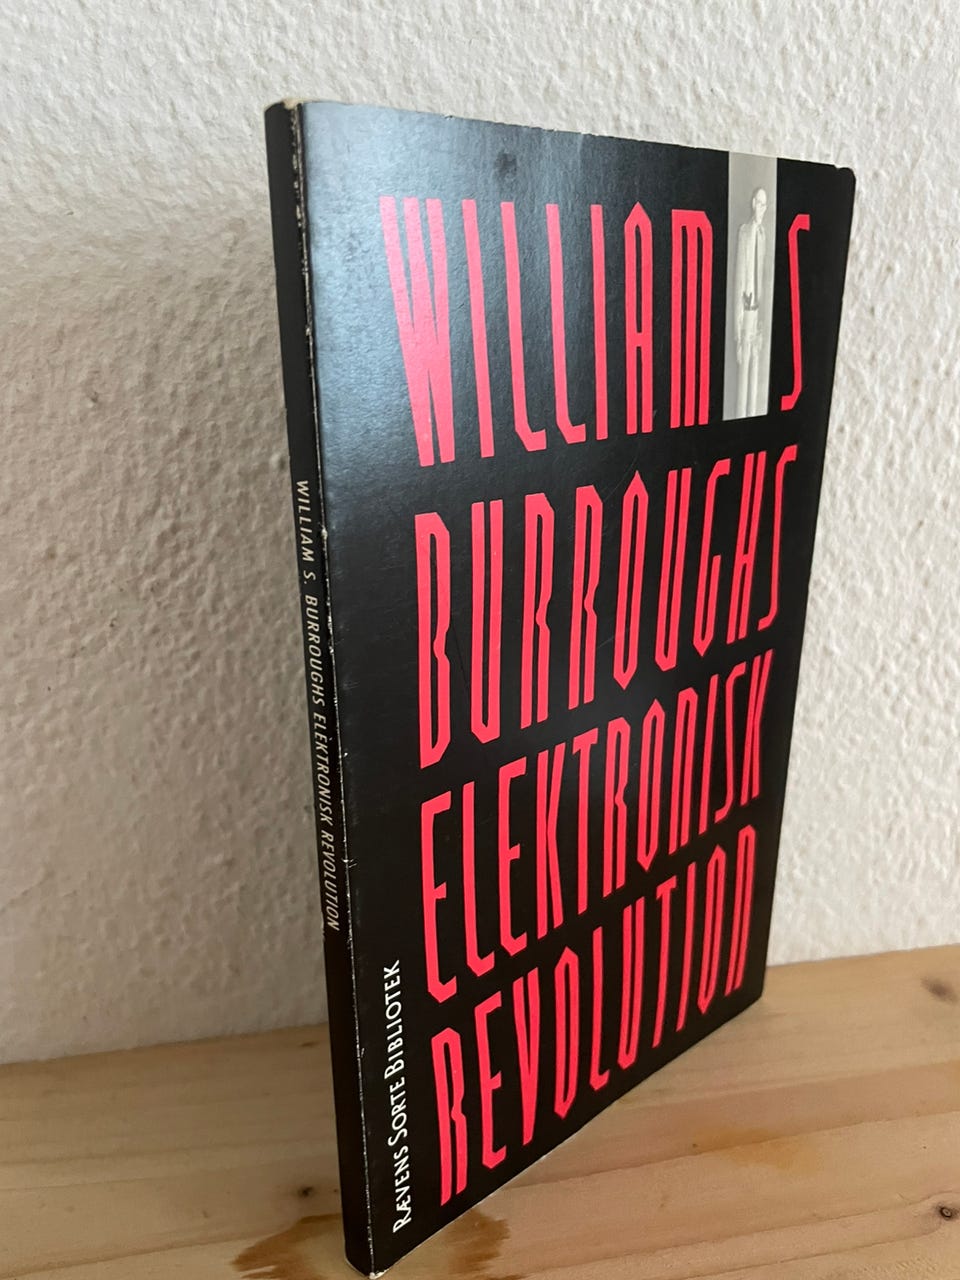 WILLIAM S
BURROUGHS
ELEKTRONISK
REVOLUTION
RÆVENS SORTE BIBLIOTEK
WILLIAM S. BURROUGHS ELEKTRONISK REVOLUTION